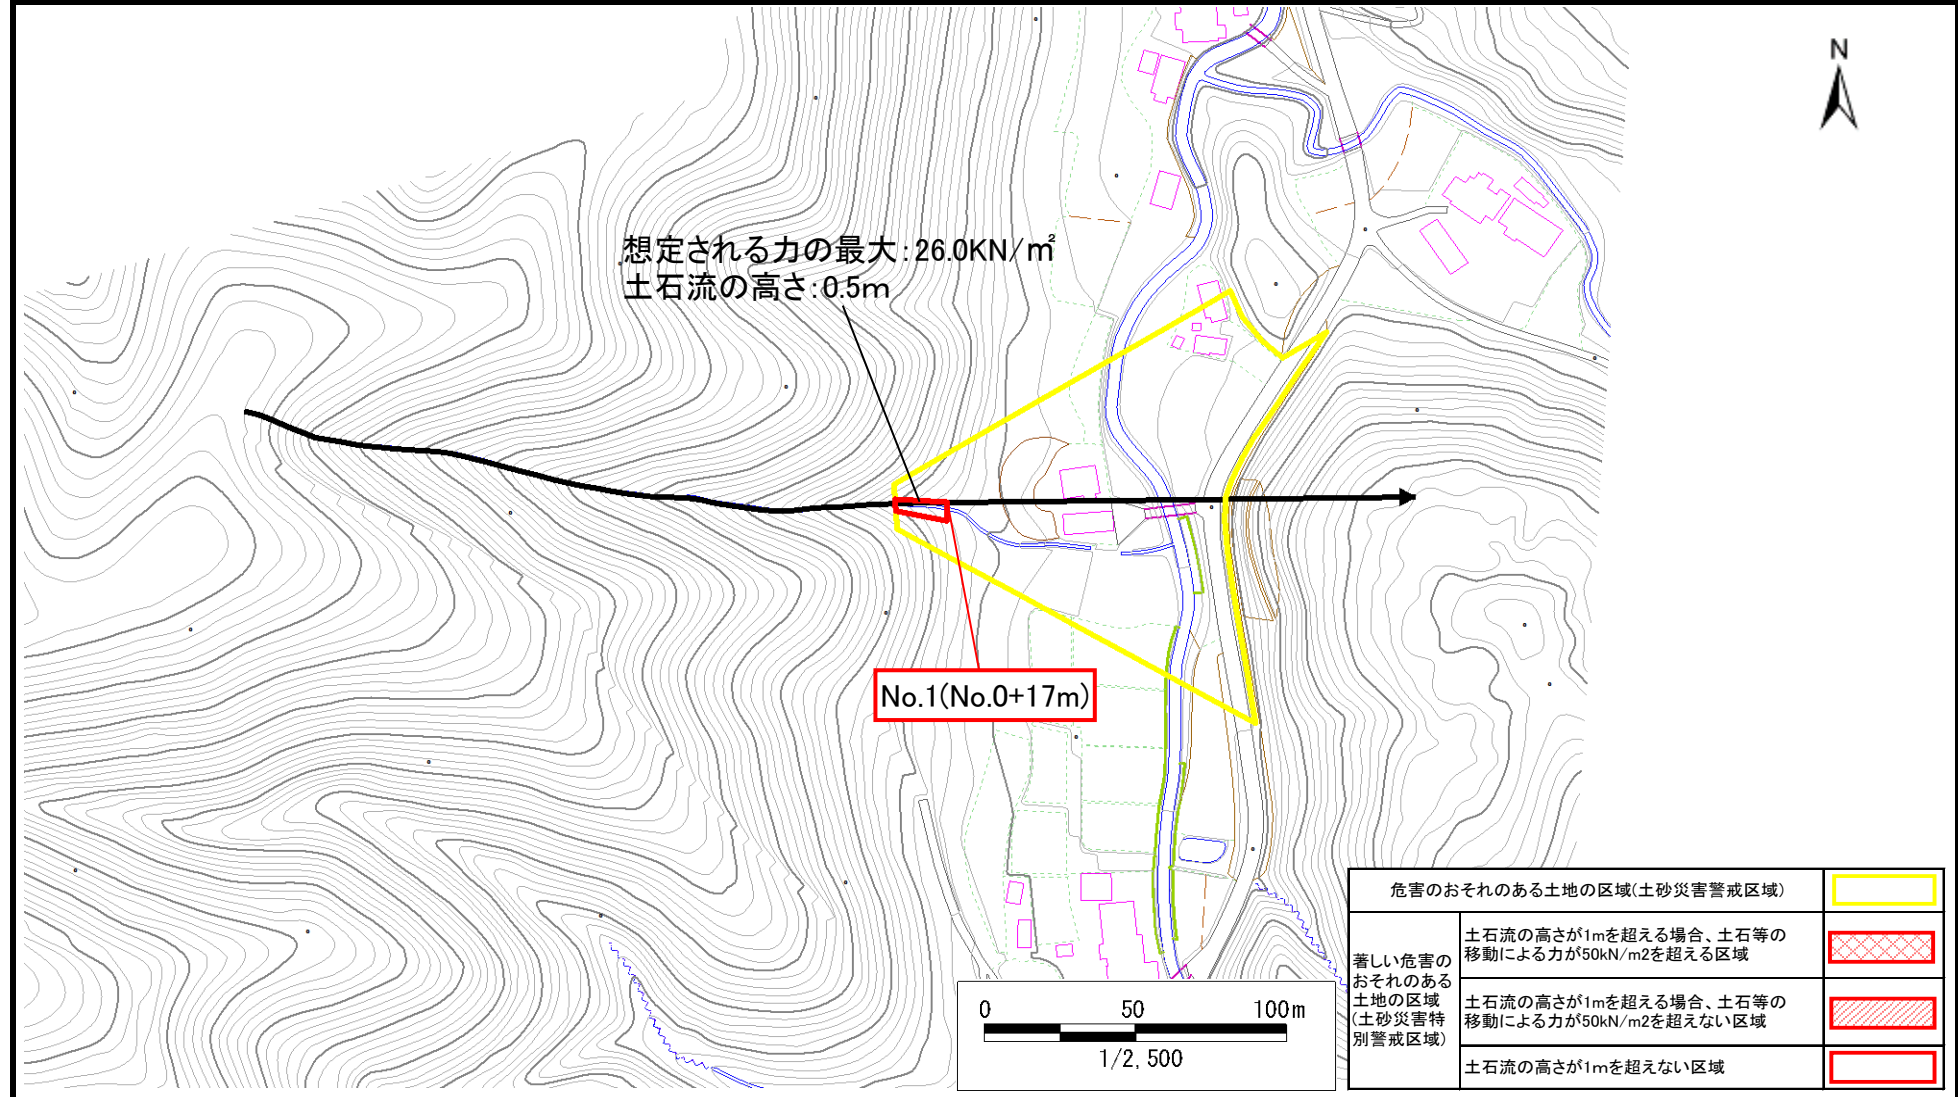 N
想定される力の最大:26.0KN/㎡
土石流の高さ:0.5m
No.1(No.0+17m)
危害のおそれのある土地の区域(土砂災害警戒区域)
著しい危害の
おそれのある
土地の区域
(土砂災害特
別警戒区域)
土石流の高さが1mを超える場合、土石等の
移動による力が50kN/m2を超える区域
土石流の高さが1mを超える場合、土石等の
移動による力が50kN/m2を超えない区域
土石流の高さが1mを超えない区域
0 50 100m
1/2,500